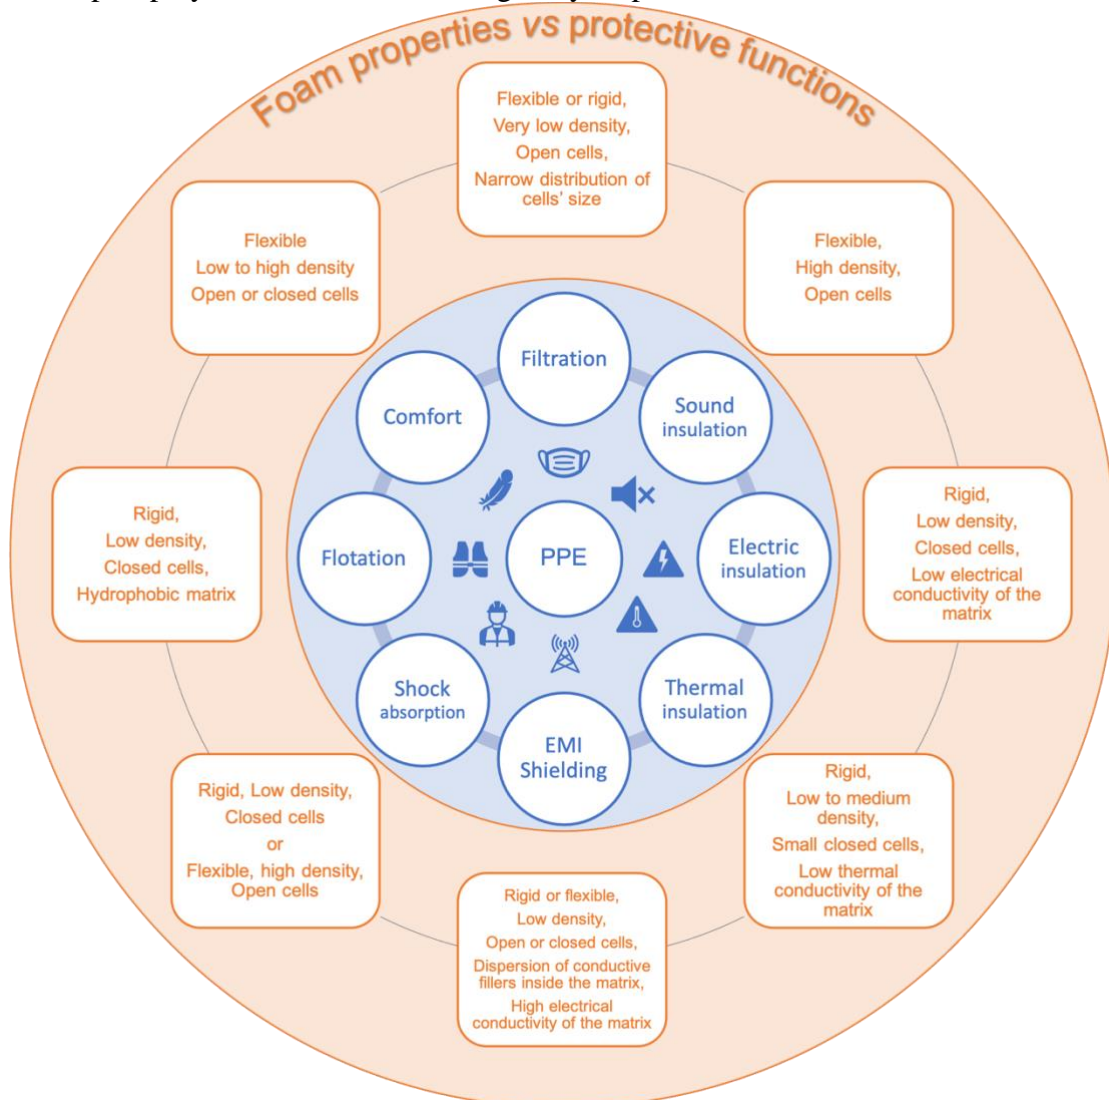 Foam properties vs protective functions
Flexible or rigid,
Very low density,
Open cells,
Narrow distribution of
cells' size
Flexible,
High density,
Open cells
Rigid,
Low density,
Closed cells,
Low electrical
conductivity of the
matrix
Rigid,
Low to medium
density,
Small closed cells,
Low thermal
conductivity of the
matrix
Rigid or flexible,
Low density,
Open or closed cells,
Dispersion of conductive
fillers inside the matrix,
High electrical
conductivity of the matrix
Rigid, Low density,
Closed cells
or
Flexible, high density,
Open cells
Rigid,
Low density,
Closed cells,
Hydrophobic matrix
Flexible
Low to high density
Open or closed cells
Filtration
Sound
insulation
Electric
insulation
Thermal
insulation
EMI
Shielding
Shock
absorption
Flotation
Comfort
PPE